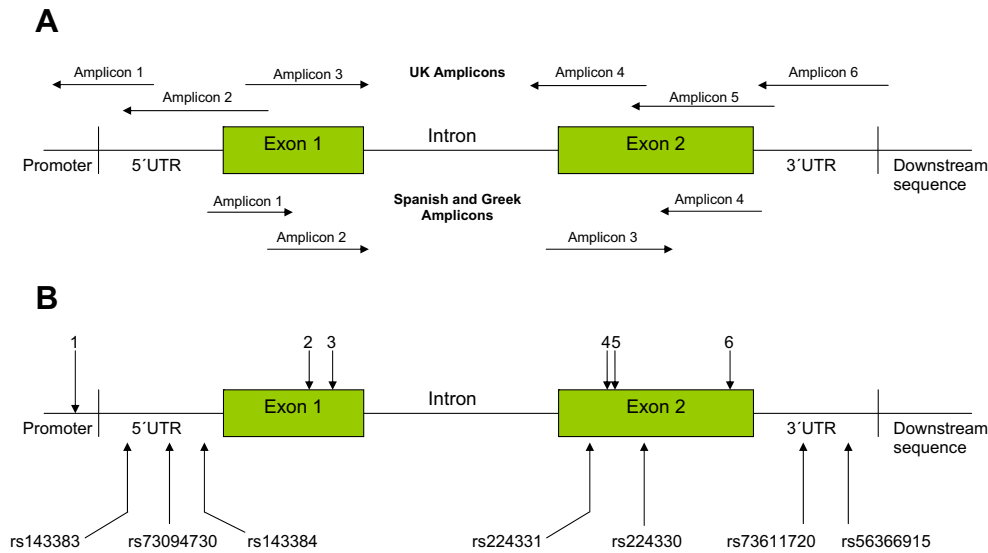 A
Amplicon 1
Amplicon 3
UK Amplicons
Amplicon 4
Amplicon 6
Amplicon 2
Amplicon 5
Exon 1
Intron
Exon 2
Promoter
5´UTR
3´UTR
Downstream
sequence
Amplicon 1
Spanish and Greek
Amplicons
Amplicon 4
Amplicon 2
Amplicon 3
B
1
2
3
45
6
Exon 1
Intron
Exon 2
Promoter
5´UTR
3´UTR
Downstream
sequence
rs143383
rs73094730
rs143384
rs224331
rs224330
rs73611720
rs56366915